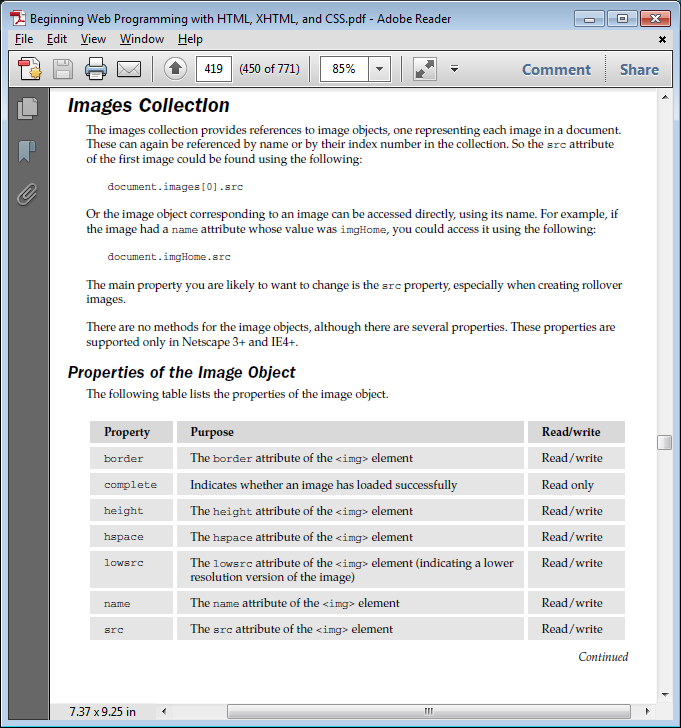 Beginning Web Programming with HTML, XHTML, and CSS.pdf - Adobe Reader
File Edit View Window Help
419 (450 of 771) 85% Comment Share
Images Collection
The images collection provides references to image objects, one representing each image in a document.
These can again be referenced by name or by their index number in the collection. So the src attribute
of the first image could be found using the following:
document.images[0].src
Or the image object corresponding to an image can be accessed directly, using its name. For example, if
the image had a name attribute whose value was imgHome, you could access it using the following:
document.imgHome.src
The main property you are likely to want to change is the src property, especially when creating rollover
images.
There are no methods for the image objects, although there are several properties. These properties are
supported only in Netscape 3+ and IE4+.
Properties of the Image Object
The following table lists the properties of the image object.
Property Purpose Read/write
border The border attribute of the <img> element Read/write
complete Indicates whether an image has loaded successfully Read only
height The height attribute of the <img> element Read/write
hspace The hspace attribute of the <img> element Read/write
lowsrc The lowsrc attribute of the <img> element (indicating a lower Read/write
resolution version of the image)
name The name attribute of the <img> element Read/write
src The src attribute of the <img> element Read/write
Continued
7.37 x 9.25 in